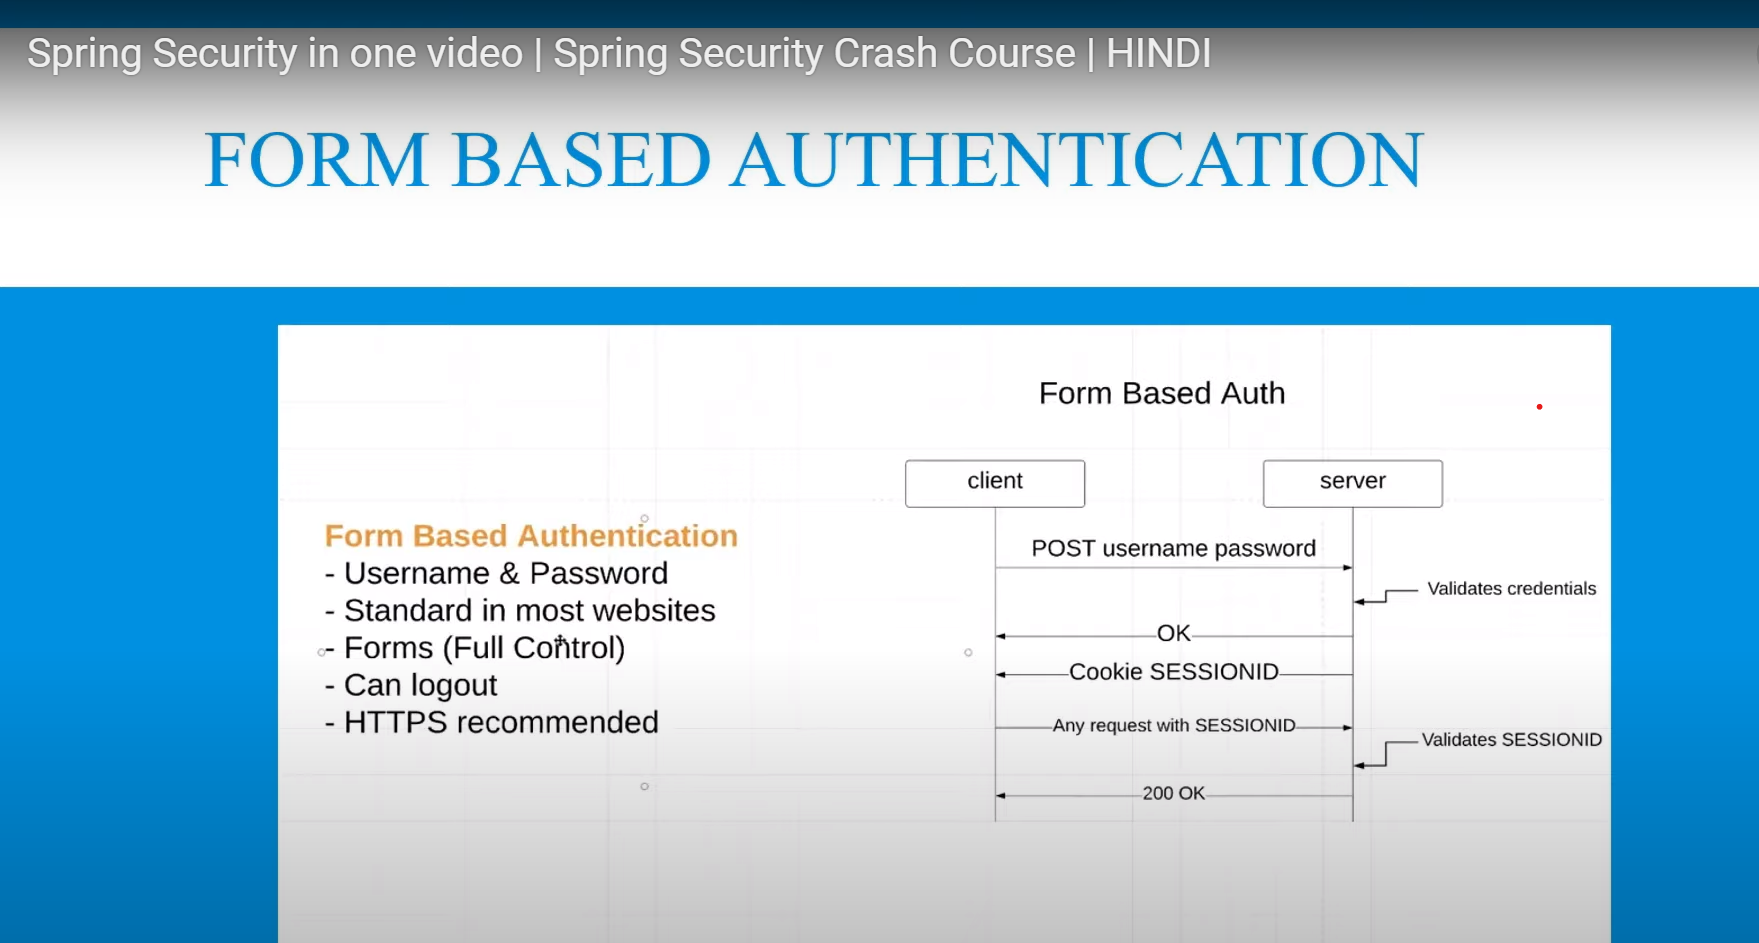 Spring Security in one video | Spring Security Crash Course | HINDI
FORM BASED AUTHENTICATION
Form Based Authentication
- Username & Password
- Standard in most websites
- Forms (Full Control)
- Can logout
- HTTPS recommended
Form Based Auth
client
server
POST username password
Validates credentials
OK
Cookie SESSIONID
Any request with SESSIONID
Validates SESSIONID
200 OK